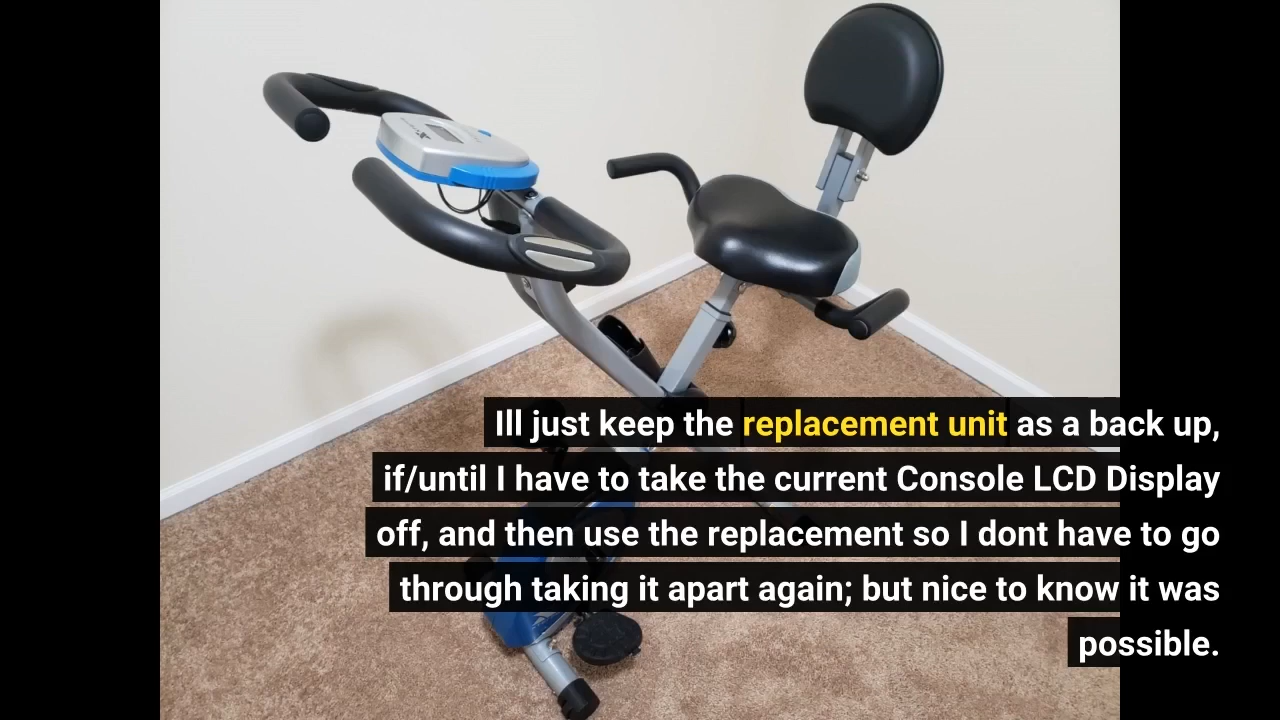 Ill just keep the replacement unit as a back up,
if/until I have to take the current Console LCD Display
off, and then use the replacement so I dont have to go
through taking it apart again; but nice to know it was
possible.